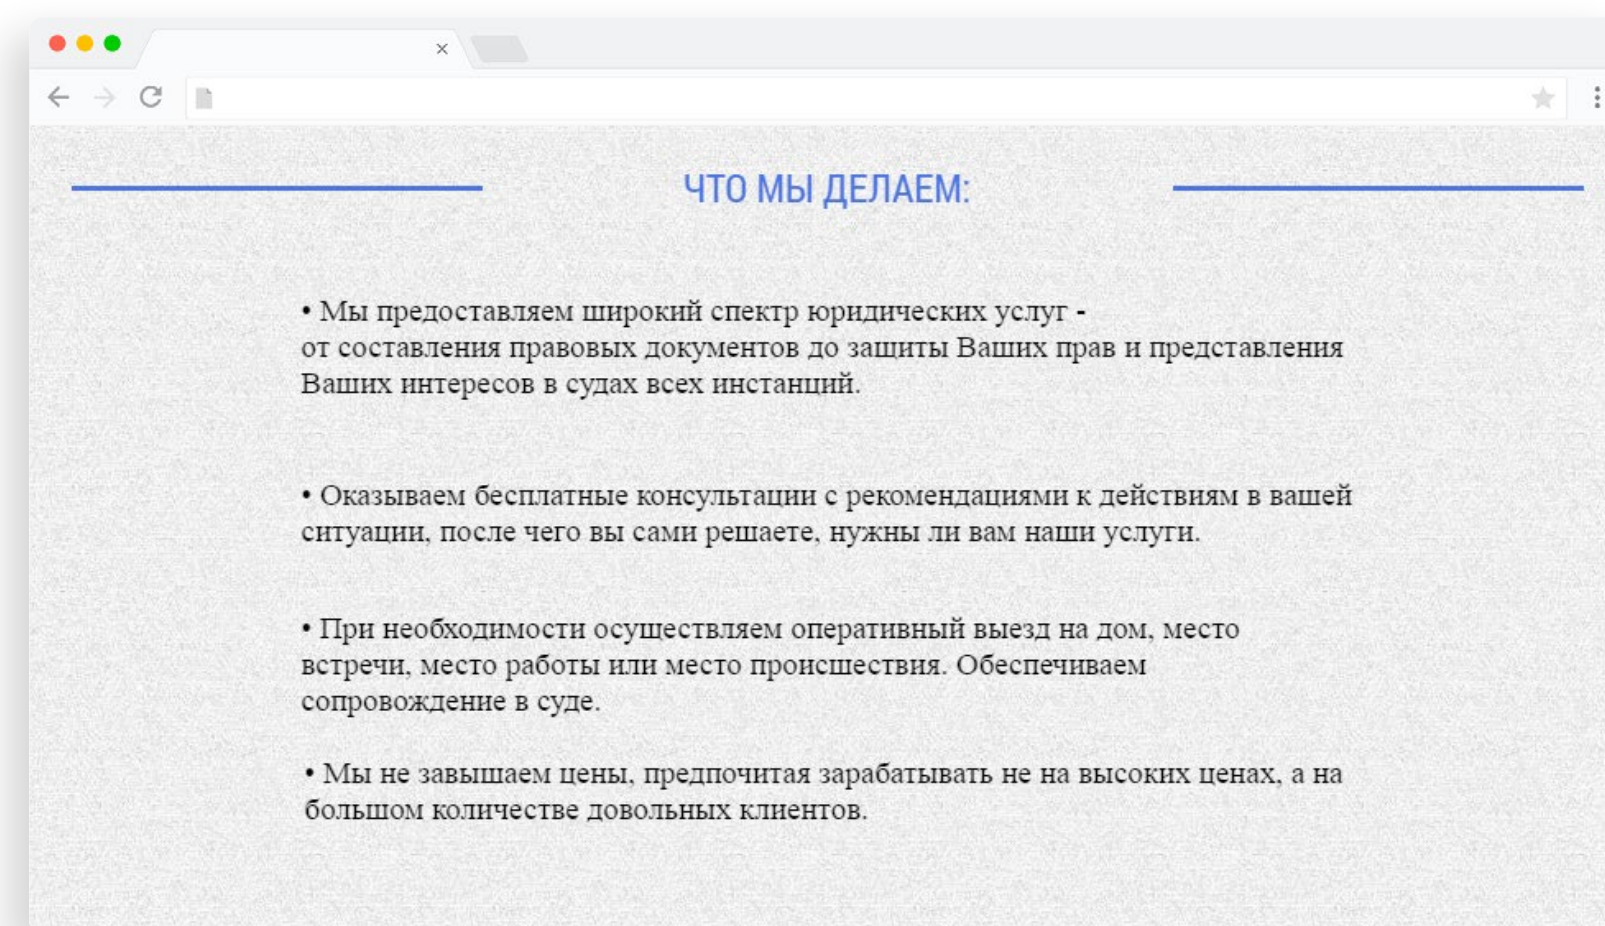 ЧТО МЫ ДЕЛАЕМ:
• Мы предоставляем широкий спектр юридических услуг -
от составления правовых документов до защиты Ваших прав и представления
Ваших интересов в судах всех инстанций.
• Оказываем бесплатные консультации с рекомендациями к действиям в вашей
ситуации, после чего вы сами решаете, нужны ли вам наши услуги.
• При необходимости осуществляем оперативный выезд на дом, место
встречи, место работы или место происшествия. Обеспечиваем
сопровождение в суде.
• Мы не завышаем цены, предпочитая зарабатывать не на высоких ценах, а на
большом количестве довольных клиентов.